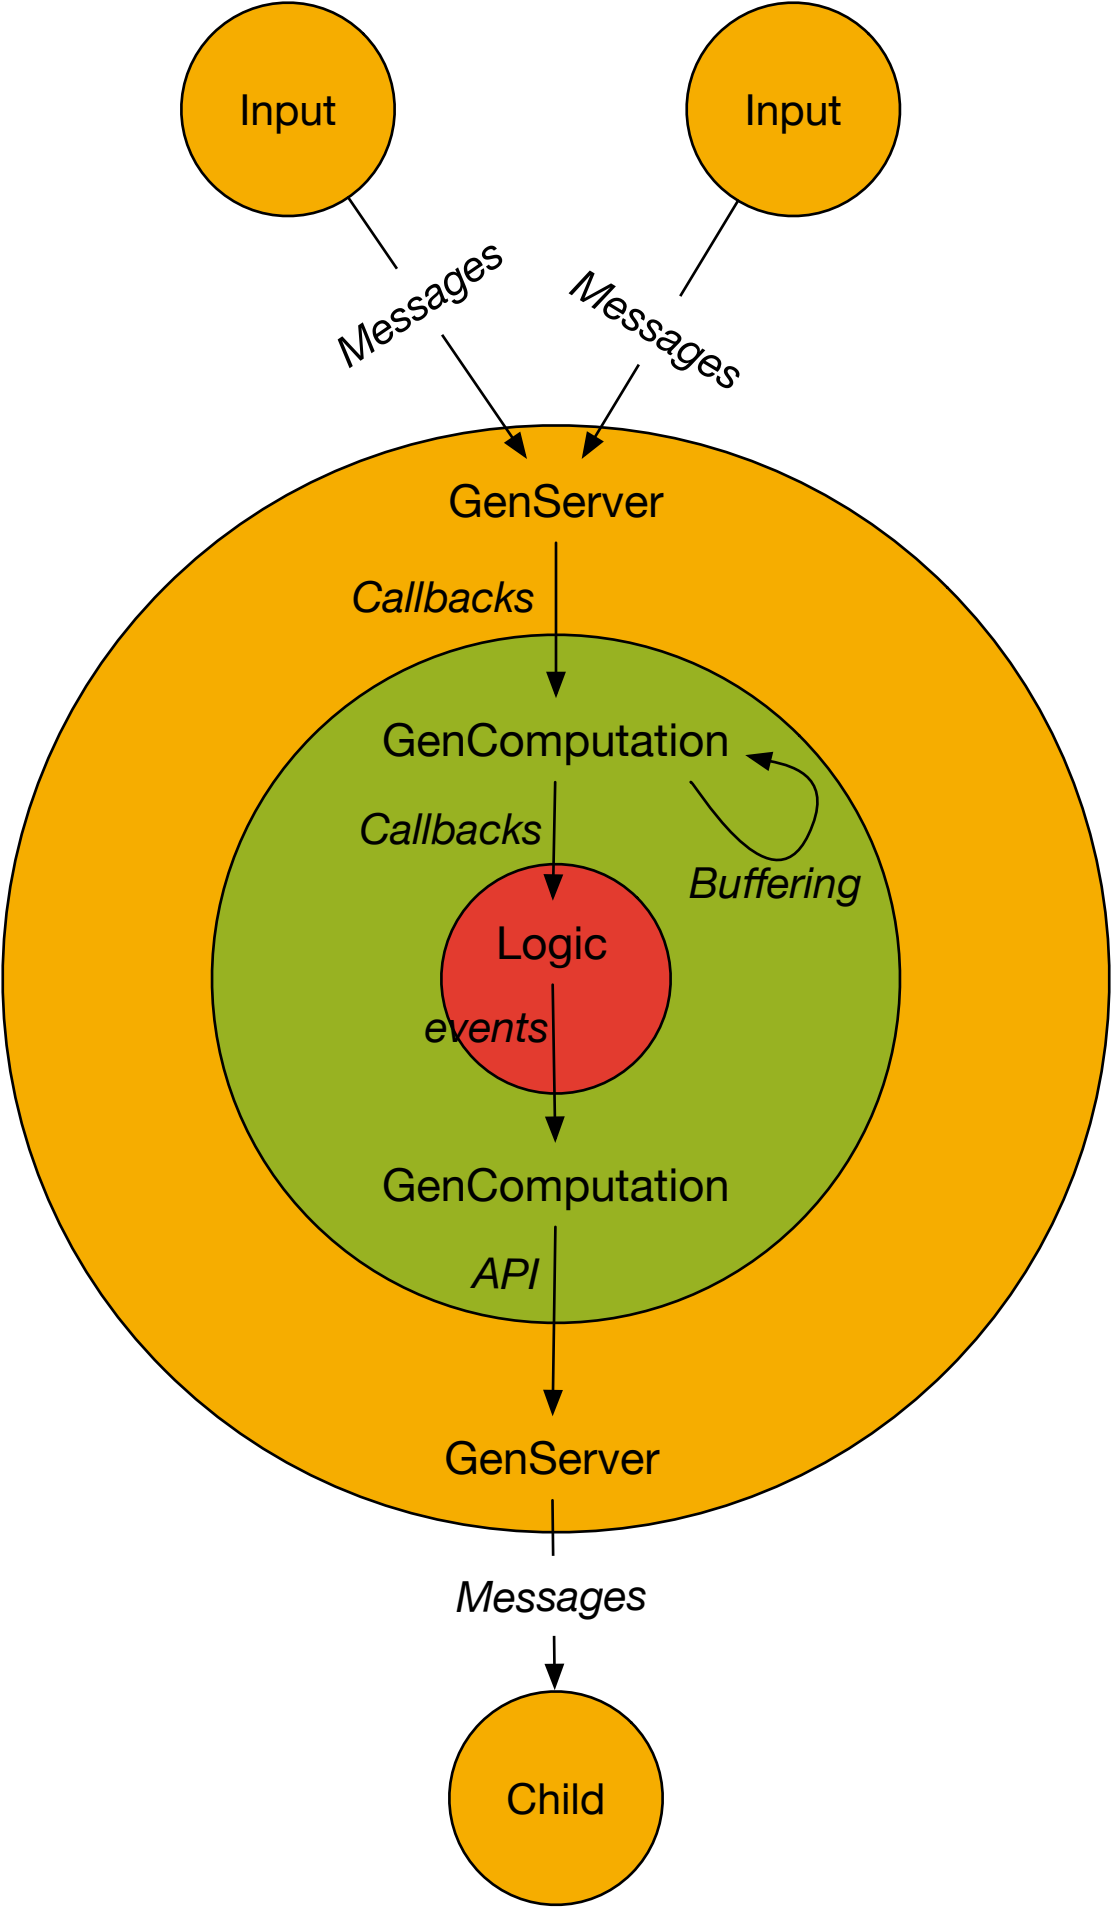 Input
Input
Messages
Messages
GenServer
Callbacks
GenComputation
Callbacks
Buffering
Logic
events
GenComputation
API
GenServer
Messages
Child